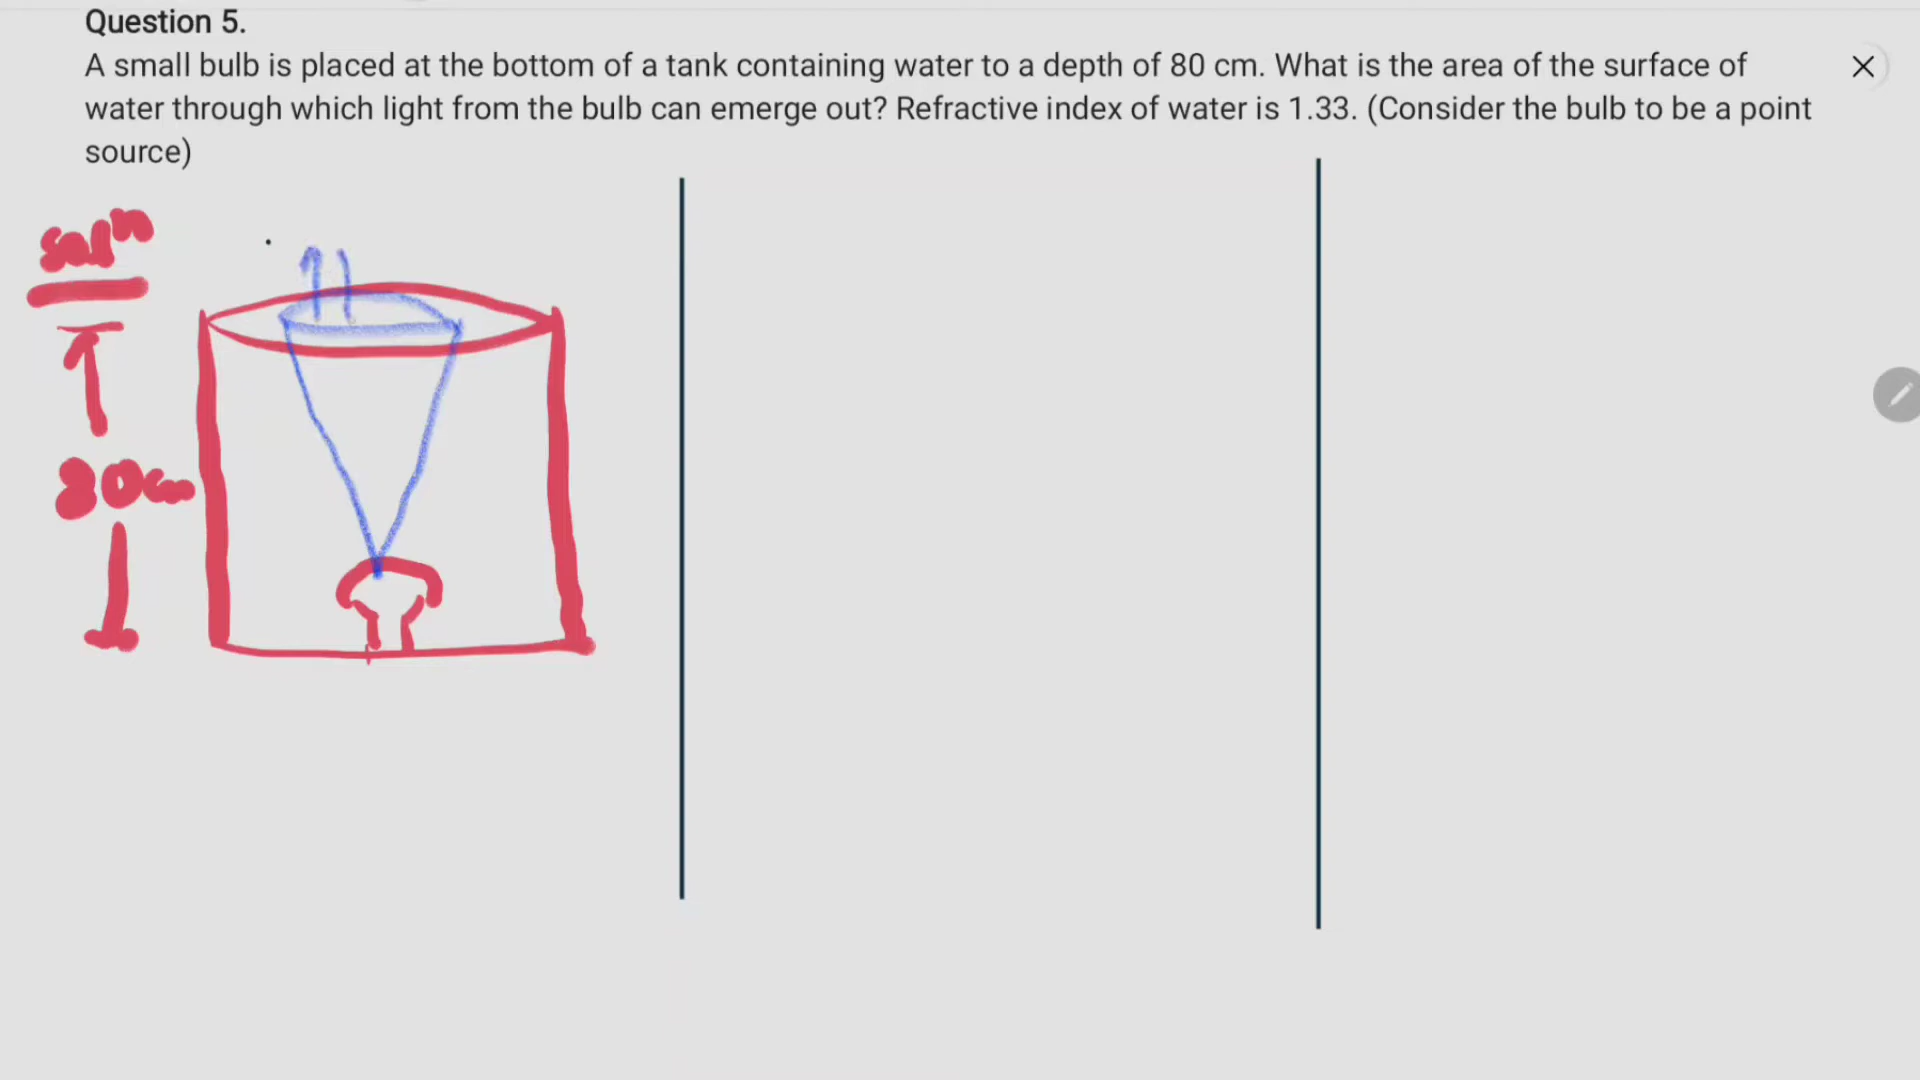 Question 5.
A small bulb is placed at the bottom of a tank containing water to a depth of 80 cm. What is the area of the surface of
water through which light from the bulb can emerge out? Refractive index of water is 1.33. (Consider the bulb to be a point
source)
Solⁿ
80cm